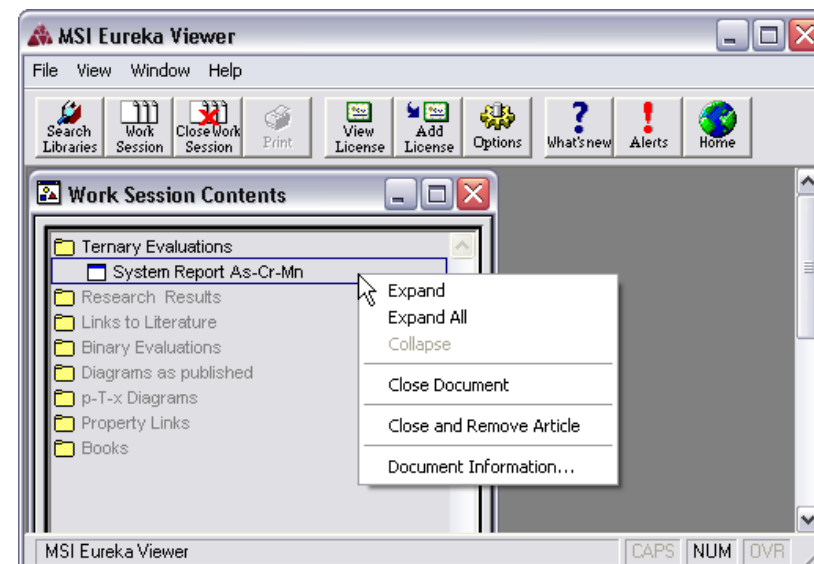 MSI Eureka Viewer
File View Window Help
Search Libraries
Work Session
Close Work Session
Print
View License
Add License
Options
What's new
Alerts
Home
Work Session Contents
Ternary Evaluations
System Report As-Cr-Mn
Research Results
Links to Literature
Binary Evaluations
Diagrams as published
p-T-x Diagrams
Property Links
Books
Expand
Expand All
Collapse
Close Document
Close and Remove Article
Document Information...
MSI Eureka Viewer
CAPS NUM OVR